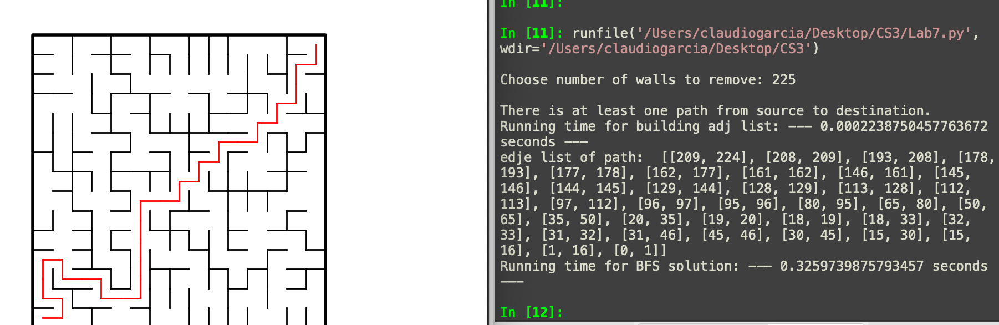 In [11]:
In [11]: runfile('/Users/claudiogarcia/Desktop/CS3/Lab7.py',
wdir='/Users/claudiogarcia/Desktop/CS3')
Choose number of walls to remove: 225
There is at least one path from source to destination.
Running time for building adj list: --- 0.0002238750457763672
seconds ---
edje list of path:  [[209, 224], [208, 209], [193, 208], [178,
193], [177, 178], [162, 177], [161, 162], [146, 161], [145,
146], [144, 145], [129, 144], [128, 129], [113, 128], [112,
113], [97, 112], [96, 97], [95, 96], [80, 95], [65, 80], [50,
65], [35, 50], [20, 35], [19, 20], [18, 19], [18, 33], [32,
33], [31, 32], [31, 46], [45, 46], [30, 45], [15, 30], [15,
16], [1, 16], [0, 1]]
Running time for BFS solution: --- 0.3259739875793457 seconds
---
In [12]: